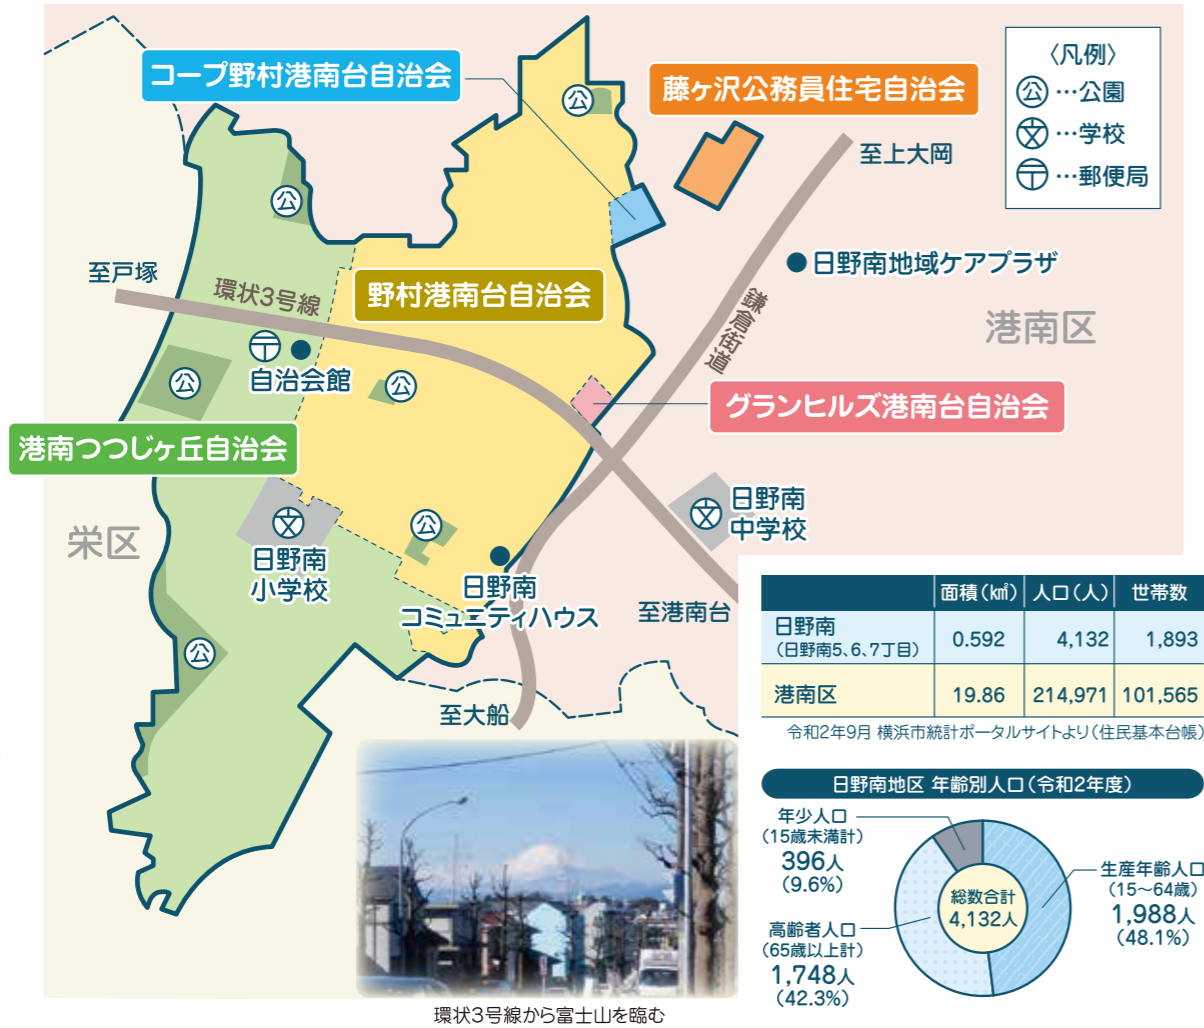 コープ野村港南台自治会
藤ヶ沢公務員住宅自治会
〈凡例〉
公…公園
文…学校
〒…郵便局
公
至上大岡
公
日野南地域ケアプラザ
至戸塚
環状3号線
野村港南台自治会
鎌倉街道
港南区
〒
自治会館
公
公
グランヒルズ港南台自治会
港南つつじヶ丘自治会
栄区
文
日野南
小学校
公
文
日野南
中学校
日野南
コミュニティハウス
至港南台
公
至大船
面積(㎢) 人口(人) 世帯数
日野南
(日野南5、6、7丁目) 0.592 4,132 1,893
港南区 19.86 214,971 101,565
令和2年9月 横浜市統計ポータルサイトより(住民基本台帳)
日野南地区 年齢別人口(令和2年度)
年少人口
(15歳未満計)
396人
(9.6%)
総数合計
4,132人
生産年齢人口
(15～64歳)
1,988人
(48.1%)
高齢者人口
(65歳以上計)
1,748人
(42.3%)
環状3号線から富士山を臨む